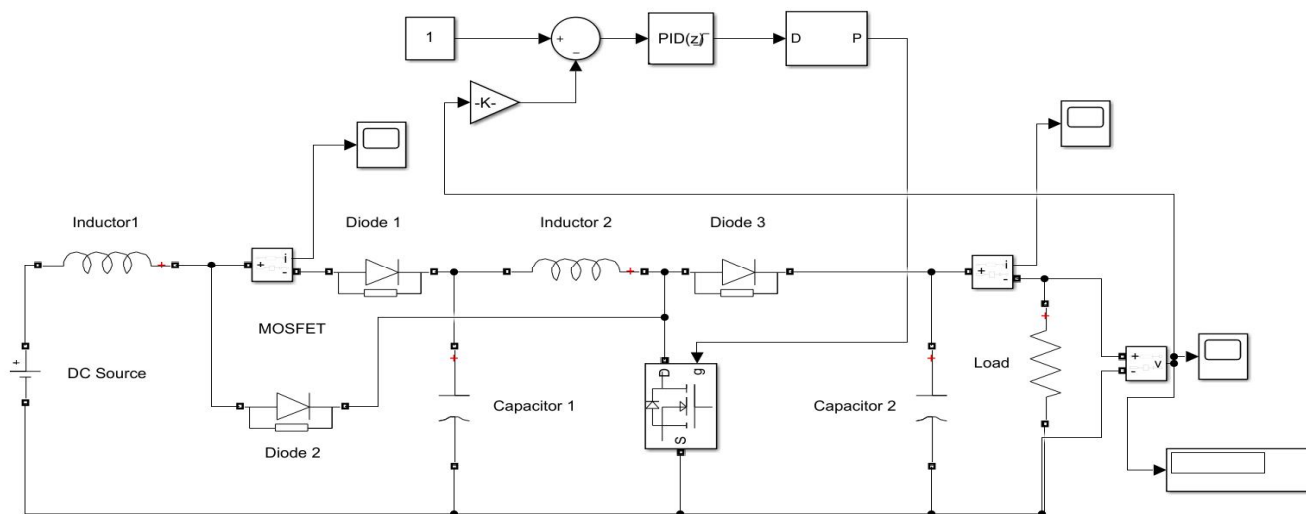 1
+
−
PID(z)
D
P
-K-
Inductor1
i
+
-
Diode 1
Inductor 2
Diode 3
+
i
-
MOSFET
+
DC Source
Diode 2
Capacitor 1
D
g
S
Capacitor 2
Load
+
-
v